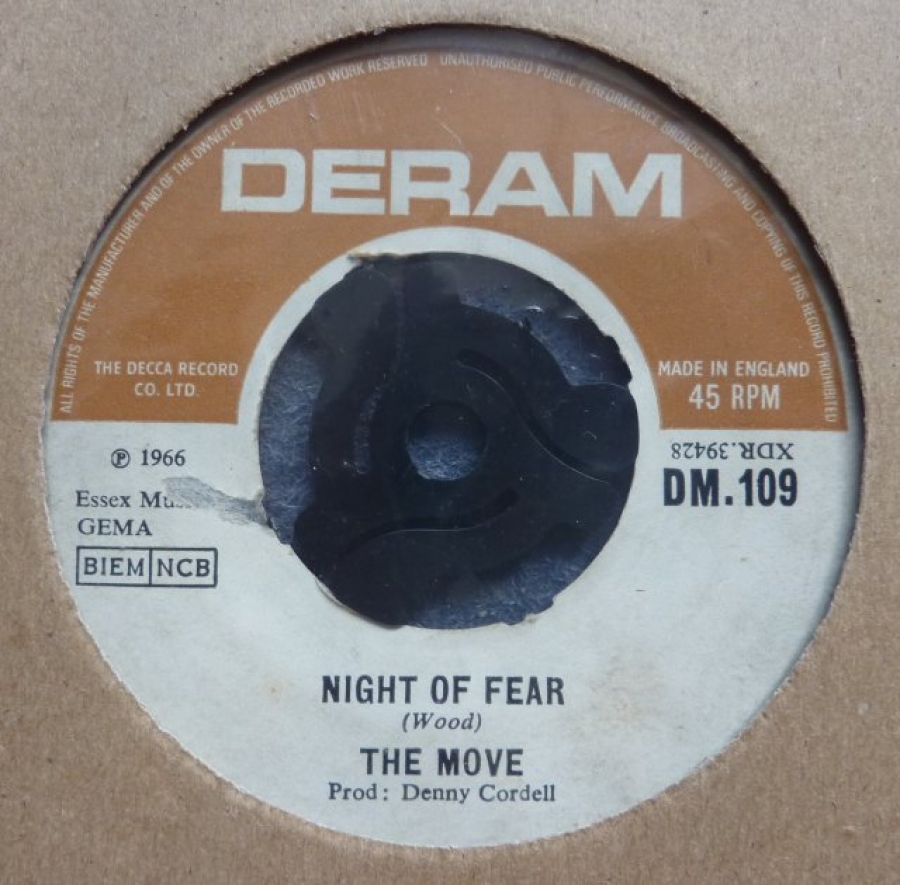 ALL RIGHTS OF THE MANUFACTURER AND OF THE OWNER OF THE RECORDED WORK RESERVED UNAUTHORISED PUBLIC PERFORMANCE BROADCASTING AND COPYING OF THIS RECORD PROHIBITED
DERAM
THE DECCA RECORD
CO. LTD.
MADE IN ENGLAND
45 RPM
℗ 1966
XDR.39428
DM.109
Essex
GEMA
BIEM NCB
NIGHT OF FEAR
(Wood)
THE MOVE
Prod: Denny Cordell